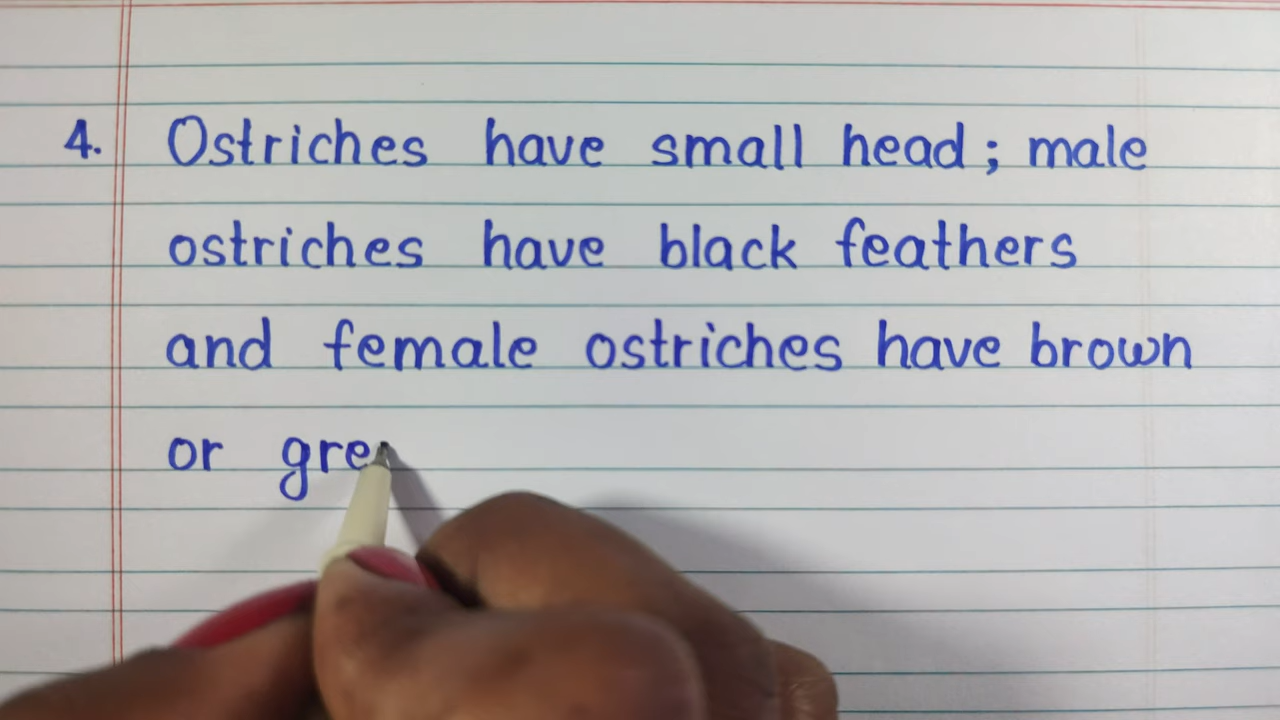 4. Ostriches have small head; male
ostriches have black feathers
and female ostriches have brown
or gre